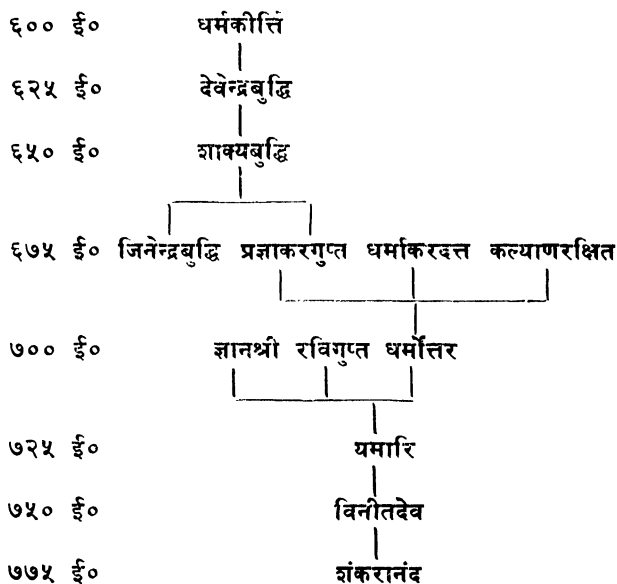 ६०० ई० धर्मकीर्त्ति
६२५ ई० देवेन्द्रबुद्धि
६५० ई० शाक्यबुद्धि
६७५ ई० जिनेन्द्रबुद्धि प्रज्ञाकरगुप्त धर्माकरदत्त कल्याणरक्षित
७०० ई० ज्ञानश्री रविगुप्त धर्मोत्तर
७२५ ई० यमारि
७५० ई० विनीतदेव
७७५ ई० शंकरानंद